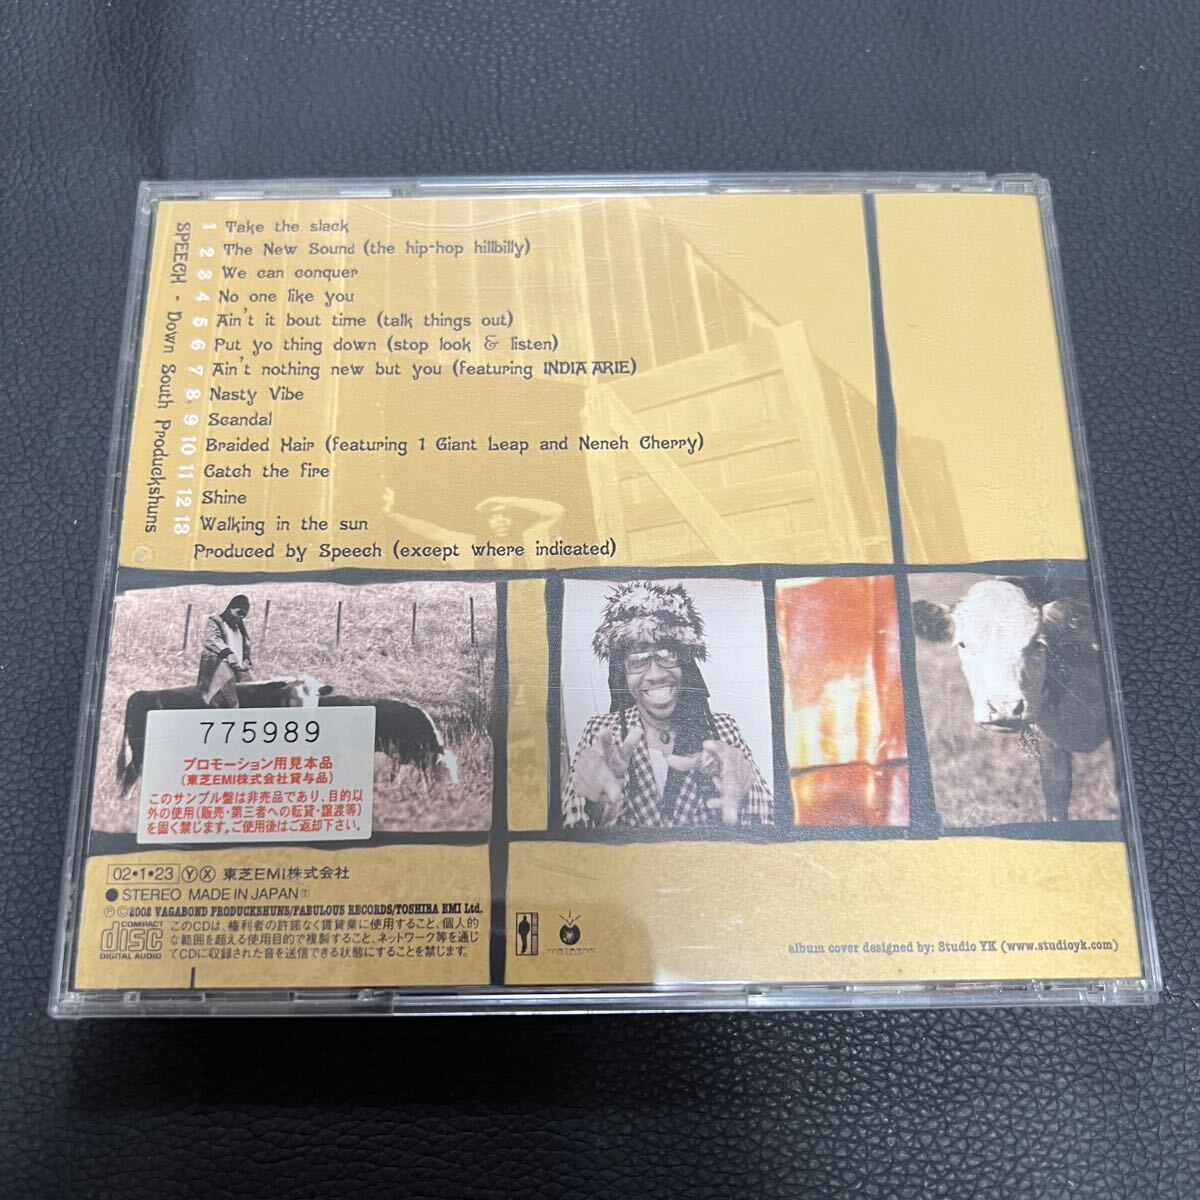 SPEECH - Down South Produckshuns
1 Take the slack
2 The New Sound (the hip-hop hillbilly)
3 We can conquer
4 No one like you
5 Ain't it bout time (talk things out)
6 Put yo thing down (stop look & listen)
7 Ain't nothing new but you (featuring INDIA ARIE)
8 Nasty Vibe
9 Scandal
10 Braided Hair (featuring 1 Giant Leap and Neneh Cherry)
11 Catch the fire
12 Shine
13 Walking in the sun
Produced by Speech (except where indicated)
775989
プロモーション用見本品
(東芝EMI株式会社貸与品)
このサンプル盤は非売品であり、目的以
外の使用(販売・第三者への転貸・譲渡等)
を固く禁じます。ご使用後はご返却下さい。
02•1•23 Ⓨ Ⓧ 東芝EMI株式会社
● STEREO MADE IN JAPAN Ⓣ
Ⓟ©2002 VAGABOND PRODUCKSHUNS/FABULOUS RECORDS/TOSHIBA EMI Ltd.
COMPACT
disc
DIGITAL AUDIO
このCDは、権利者の許諾なく賃貸業に使用すること、個人的
な範囲を超える使用目的で複製すること、ネットワーク等を通じ
てCDに収録された音を送信できる状態にすることを禁じます。
album cover designed by: Studio YK (www.studioyk.com)